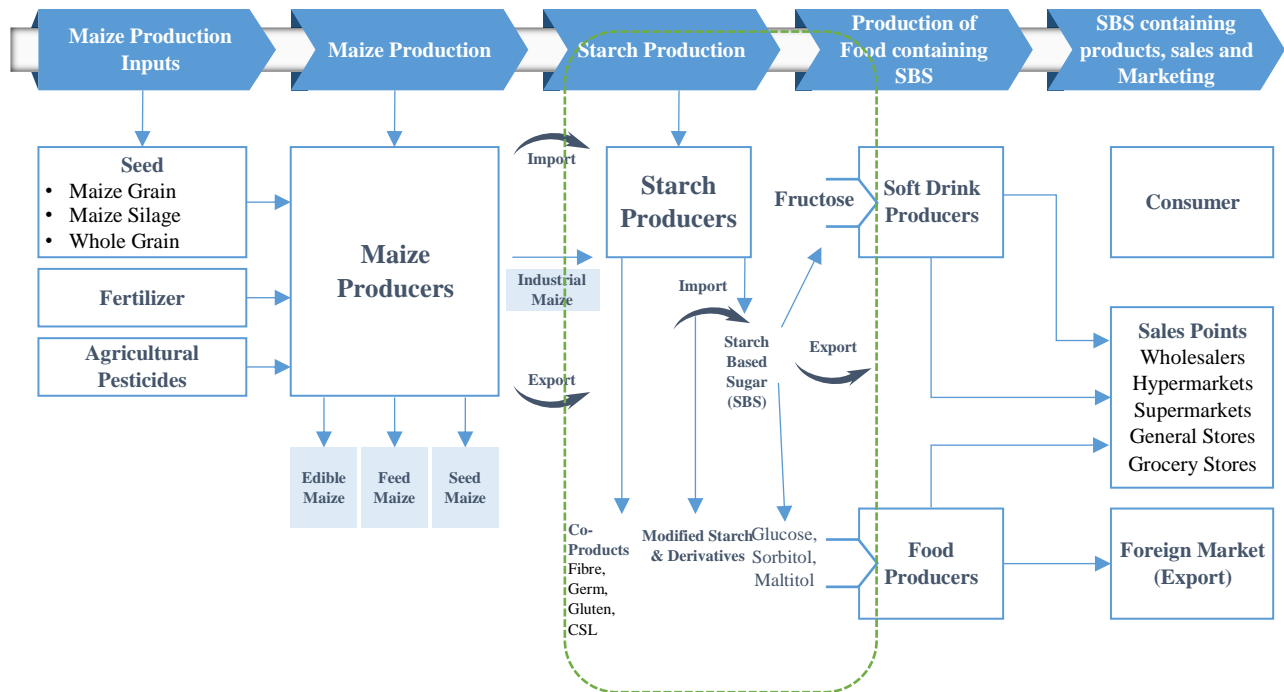 Maize Production
Inputs
Maize Production
Starch Production
Production of
Food containing
SBS
SBS containing
products, sales and
Marketing
Seed
• Maize Grain
• Maize Silage
• Whole Grain
Fertilizer
Agricultural
Pesticides
Maize
Producers
Edible
Maize
Feed
Maize
Seed
Maize
Import
Industrial
Maize
Export
Starch
Producers
Import
Starch
Based
Sugar
(SBS)
Export
Fructose
Co-
Products
Fibre,
Germ,
Gluten,
CSL
Modified Starch
& Derivatives
Glucose,
Sorbitol,
Maltitol
Soft Drink
Producers
Food
Producers
Consumer
Sales Points
Wholesalers
Hypermarkets
Supermarkets
General Stores
Grocery Stores
Foreign Market
(Export)